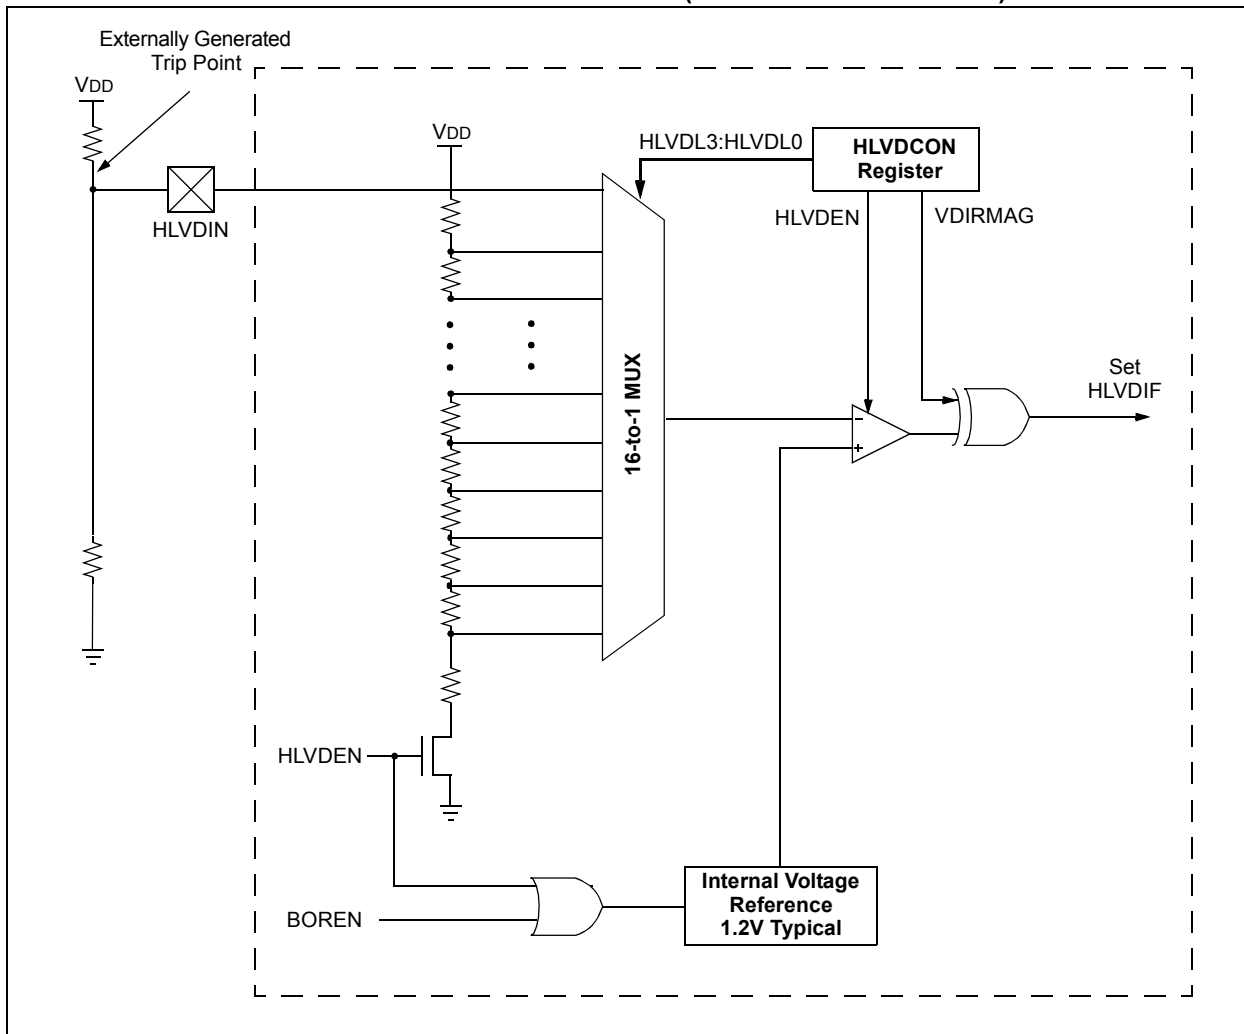 Externally Generated
Trip Point
VDD
VDD
HLVDL3:HLVDL0
HLVDCON
Register
HLVDIN
HLVDEN
VDIRMAG
16-to-1 MUX
Set
HLVDIF
-
+
HLVDEN
BOREN
Internal Voltage
Reference
1.2V Typical